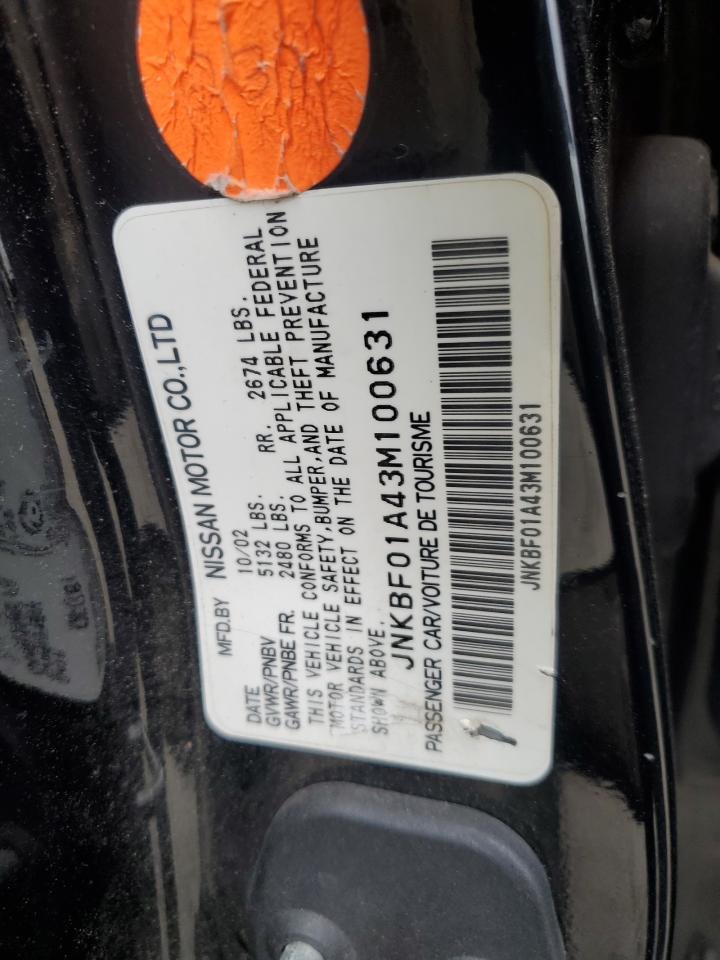 MFD.BY NISSAN MOTOR CO.,LTD
DATE 10/02
GVWR/PNBV 5132 LBS.
GAWR/PNBE FR. 2480 LBS. RR. 2674 LBS.
THIS VEHICLE CONFORMS TO ALL APPLICABLE FEDERAL
MOTOR VEHICLE SAFETY,BUMPER,AND THEFT PREVENTION
STANDARDS IN EFFECT ON THE DATE OF MANUFACTURE
SHOWN ABOVE.
JNKBF01A43M100631
PASSENGER CAR/VOITURE DE TOURISME
JNKBF01A43M100631